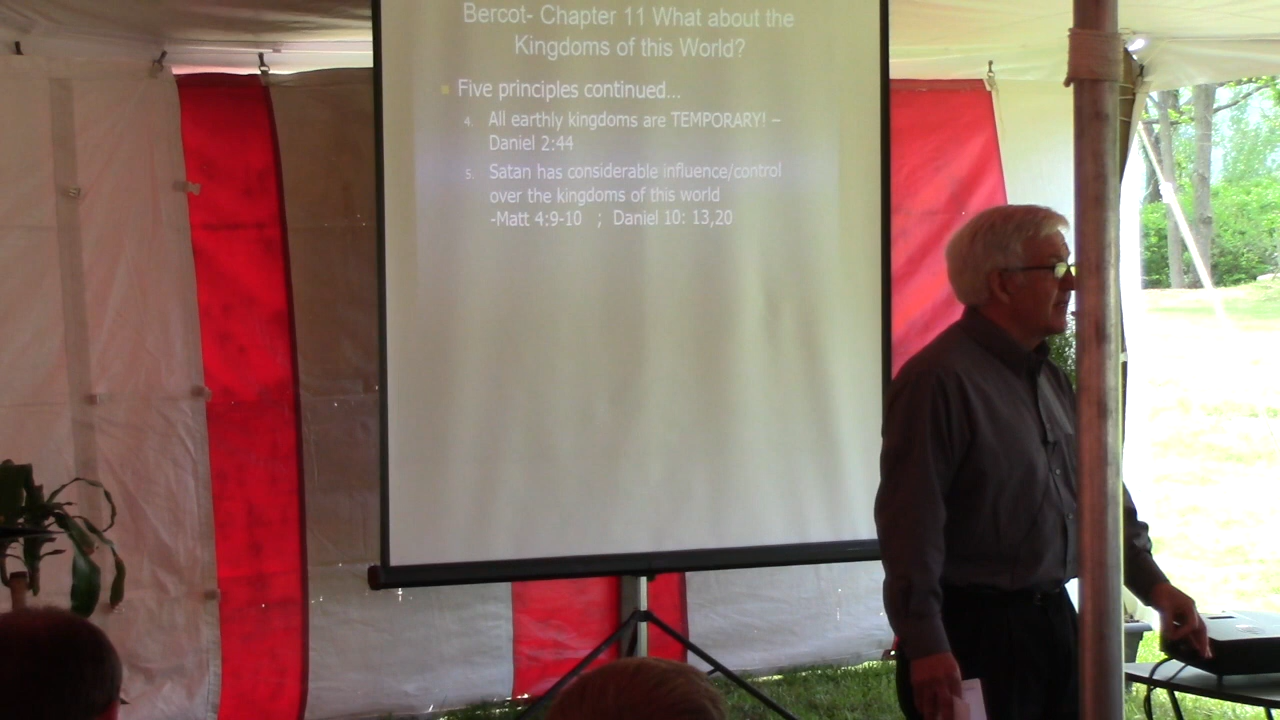 Bercot- Chapter 11 What about the
Kingdoms of this World?
Five principles continued...
4. All earthly kingdoms are TEMPORARY! –
Daniel 2:44
5. Satan has considerable influence/control
over the kingdoms of this world
-Matt 4:9-10 ; Daniel 10: 13,20